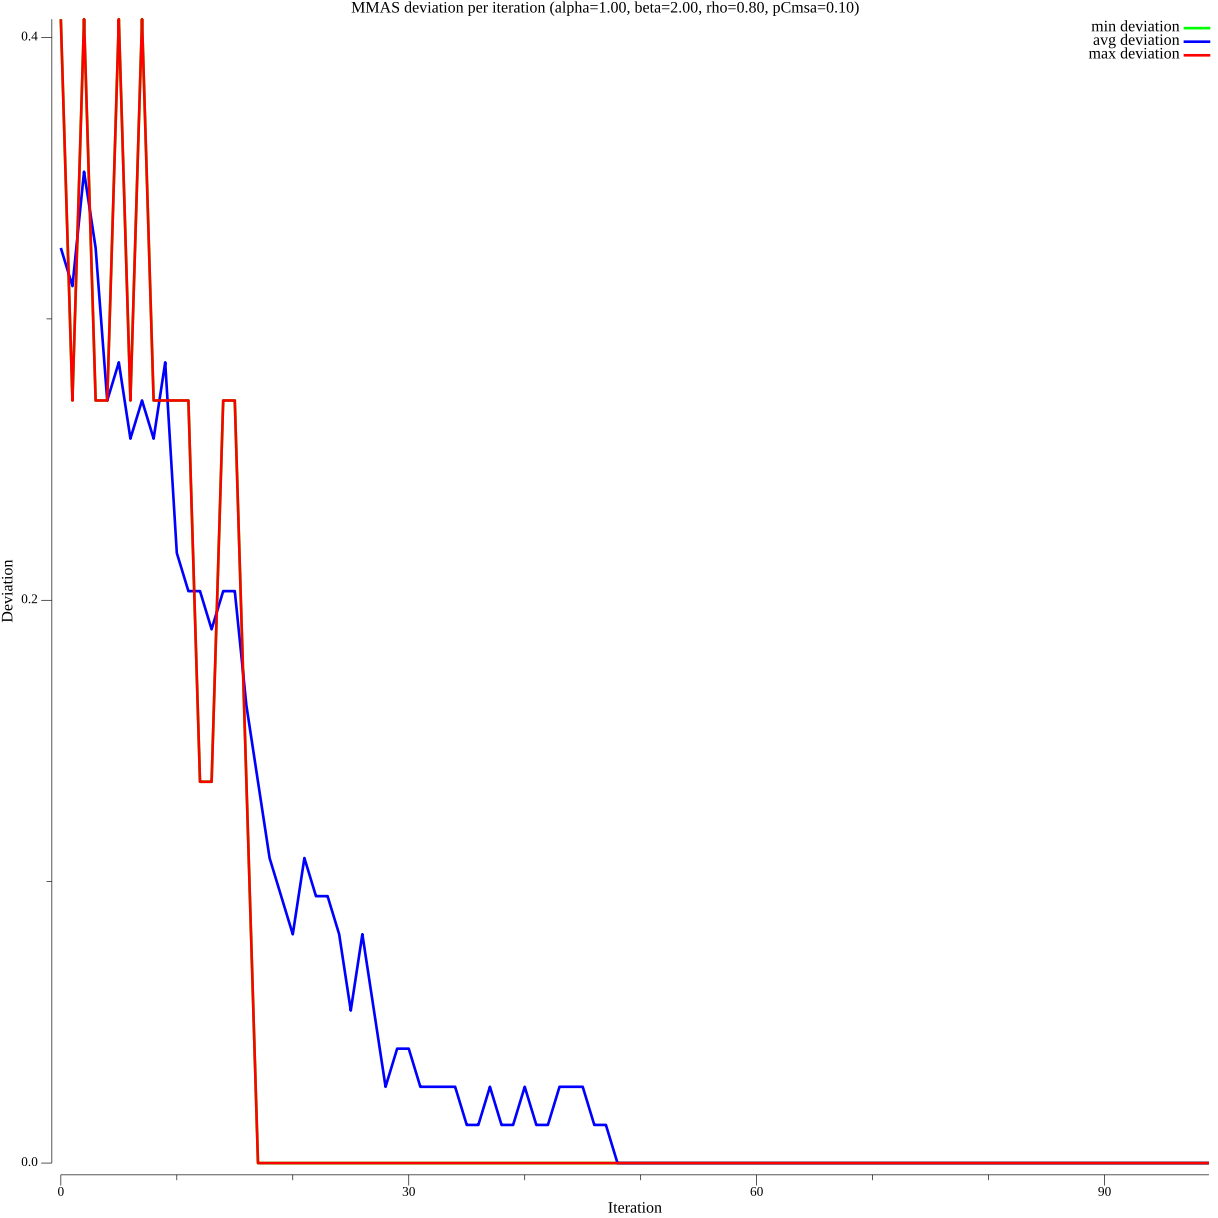 MMAS deviation per iteration (alpha=1.00, beta=2.00, rho=0.80, pCmsa=0.10)
min deviation
avg deviation
max deviation
0.4
0.2
0.0
Deviation
0 30 60 90
Iteration